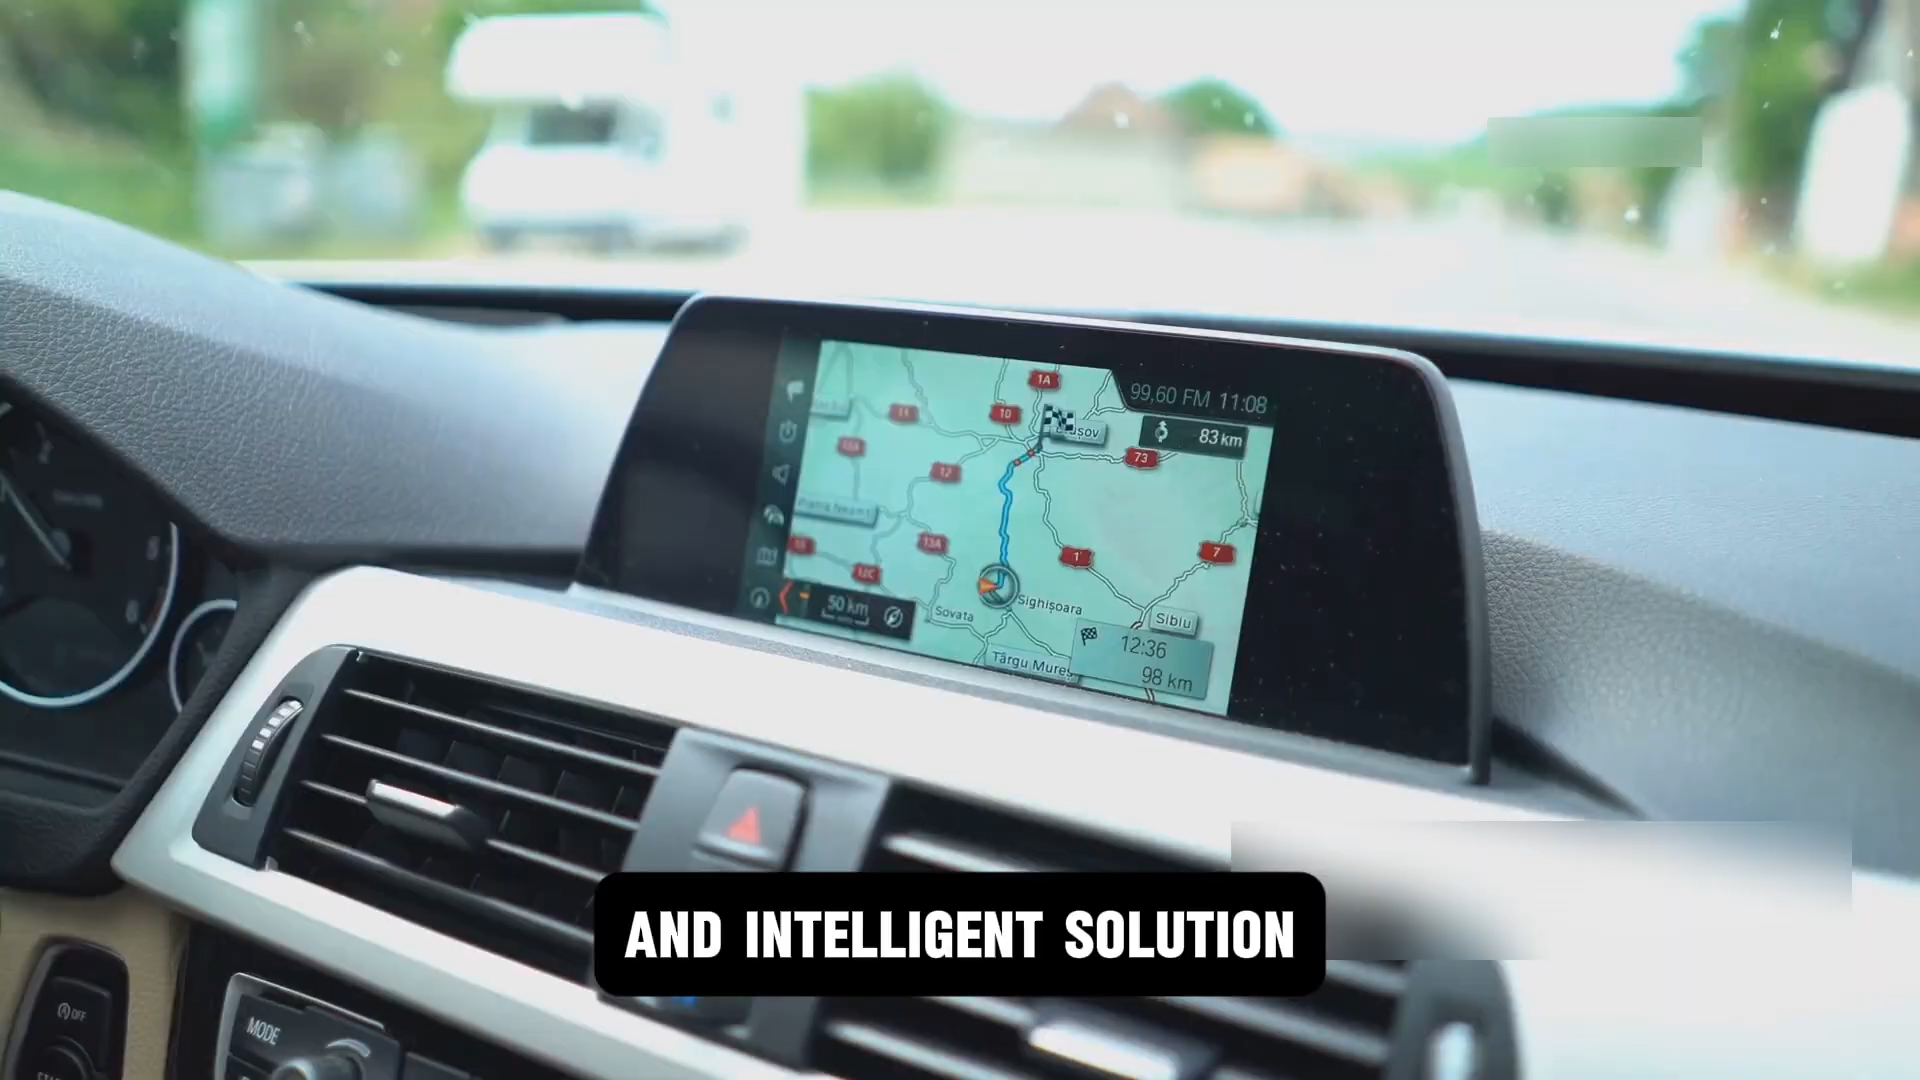 99,60 FM 11:08
83 km
1A
11
10
73
12
13A
12C
1
7
50 km
Sovata
Sighișoara
Sibiu
Târgu Mureș
12:36
98 km
AND INTELLIGENT SOLUTION
OFF
MODE